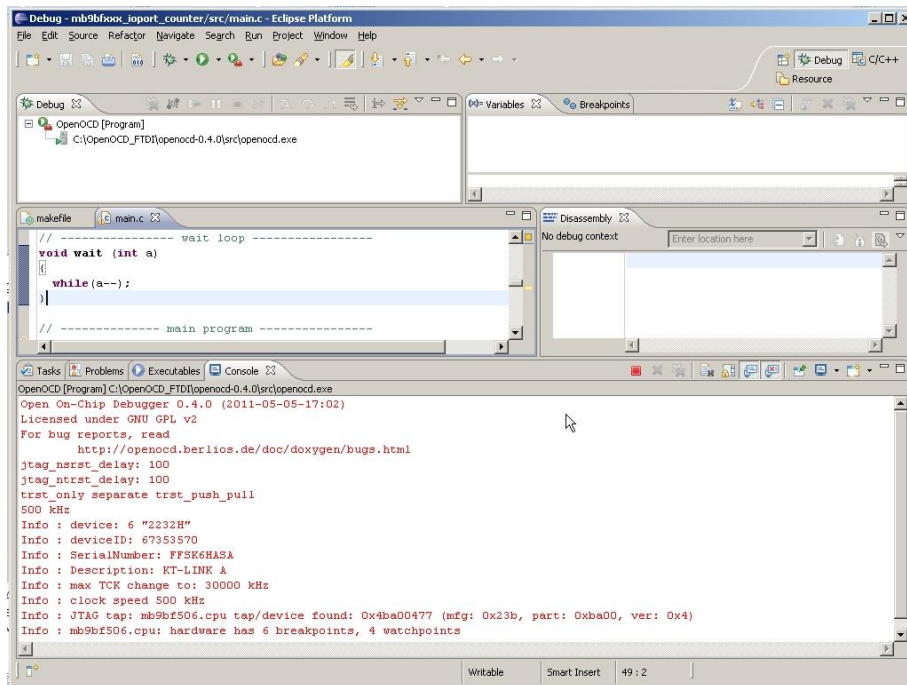 Debug - mb9bfxxx_ioport_counter/src/main.c - Eclipse Platform
File Edit Source Refactor Navigate Search Run Project Window Help
Debug C/C++
Resource
Debug
(x)= Variables Breakpoints
OpenOCD [Program]
C:\OpenOCD_FTDI\openocd-0.4.0\src\openocd.exe
makefile main.c
Disassembly
No debug context Enter location here
// ---------------- wait loop -----------------
void wait (int a)
{
while(a--);
}
// -------------- main program ----------------
Tasks Problems Executables Console
OpenOCD [Program] C:\OpenOCD_FTDI\openocd-0.4.0\src\openocd.exe
Open On-Chip Debugger 0.4.0 (2011-05-05-17:02)
Licensed under GNU GPL v2
For bug reports, read
http://openocd.berlios.de/doc/doxygen/bugs.html
jtag_nsrst_delay: 100
jtag_ntrst_delay: 100
trst_only separate trst_push_pull
500 kHz
Info : device: 6 "2232H"
Info : deviceID: 67353570
Info : SerialNumber: FFSK6HASA
Info : Description: KT-LINK A
Info : max TCK change to: 30000 kHz
Info : clock speed 500 kHz
Info : JTAG tap: mb9bf506.cpu tap/device found: 0x4ba00477 (mfg: 0x23b, part: 0xba00, ver: 0x4)
Info : mb9bf506.cpu: hardware has 6 breakpoints, 4 watchpoints
Writable Smart Insert 49 : 2